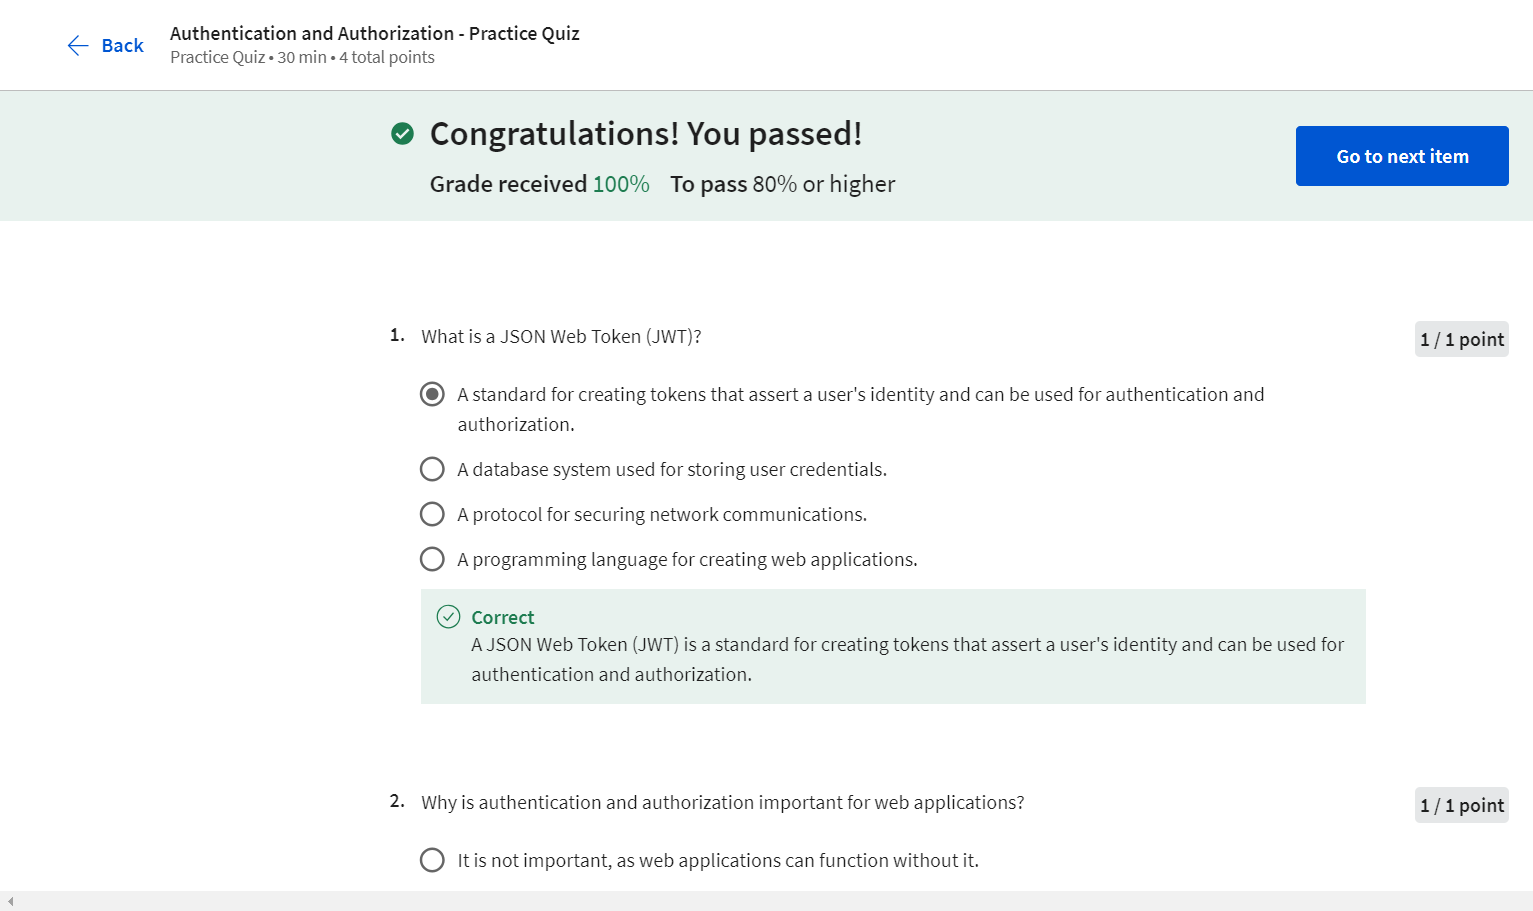 Back
Authentication and Authorization - Practice Quiz
Practice Quiz • 30 min • 4 total points
Congratulations! You passed!
Grade received 100% To pass 80% or higher
Go to next item
1. What is a JSON Web Token (JWT)?
1 / 1 point
A standard for creating tokens that assert a user's identity and can be used for authentication and
authorization.
A database system used for storing user credentials.
A protocol for securing network communications.
A programming language for creating web applications.
Correct
A JSON Web Token (JWT) is a standard for creating tokens that assert a user's identity and can be used for
authentication and authorization.
2. Why is authentication and authorization important for web applications?
1 / 1 point
It is not important, as web applications can function without it.